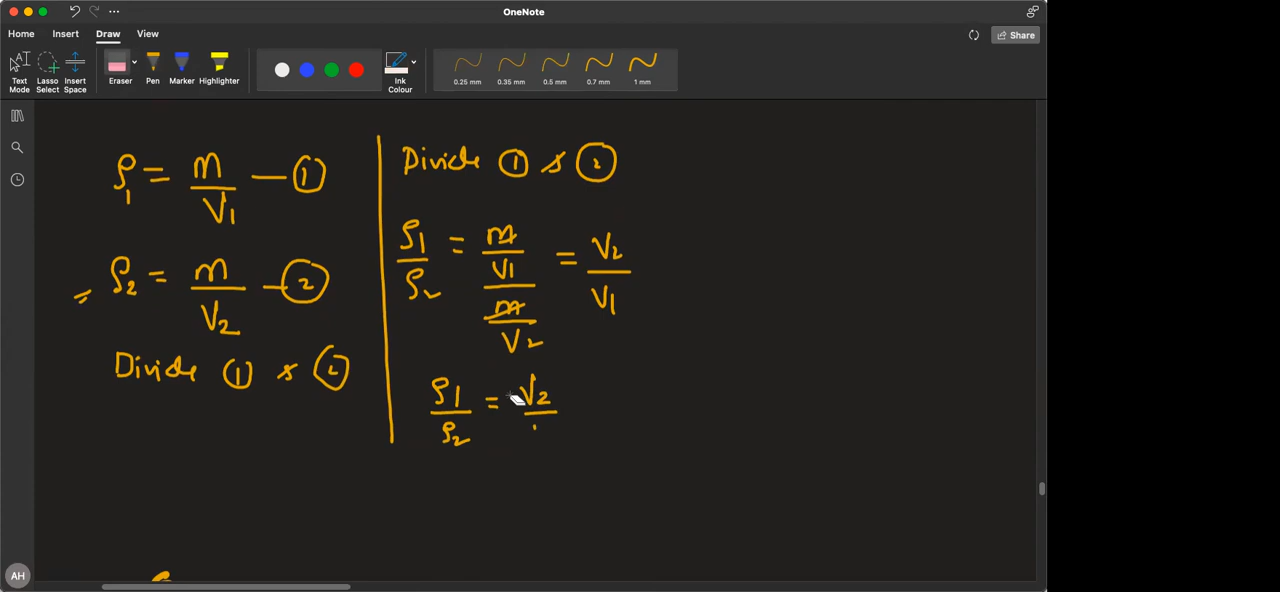 OneNote
Home Insert Draw View
Share
Text Mode
Lasso Select
Insert Space
Eraser
Pen
Marker
Highlighter
Ink Colour
0.25 mm 0.35 mm 0.5 mm 0.7 mm 1 mm
ρ₁ = m/V₁ — ①
ρ₂ = m/V₂ — ②
Divide ① & ②
Divide ① & ②
ρ₁/ρ₂ = (m/V₁)/(m/V₂) = V₂/V₁
ρ₁/ρ₂ = V₂/
AH